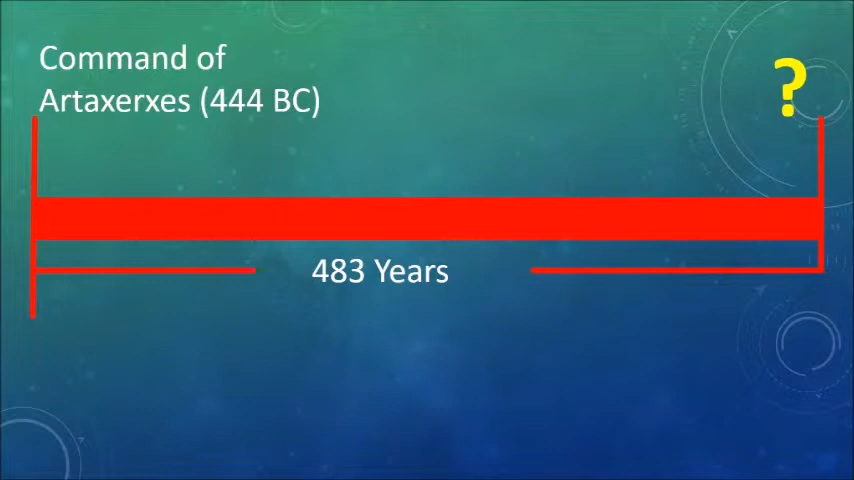 Command of
Artaxerxes (444 BC)
?
483 Years